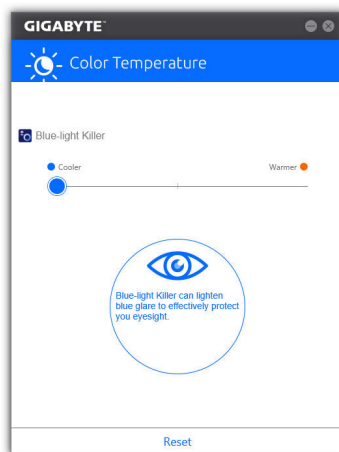 GIGABYTE™
Color Temperature
Blue-light Killer
Cooler Warmer
Blue-light Killer can lighten
blue glare to effectively protect
you eyesight.
Reset